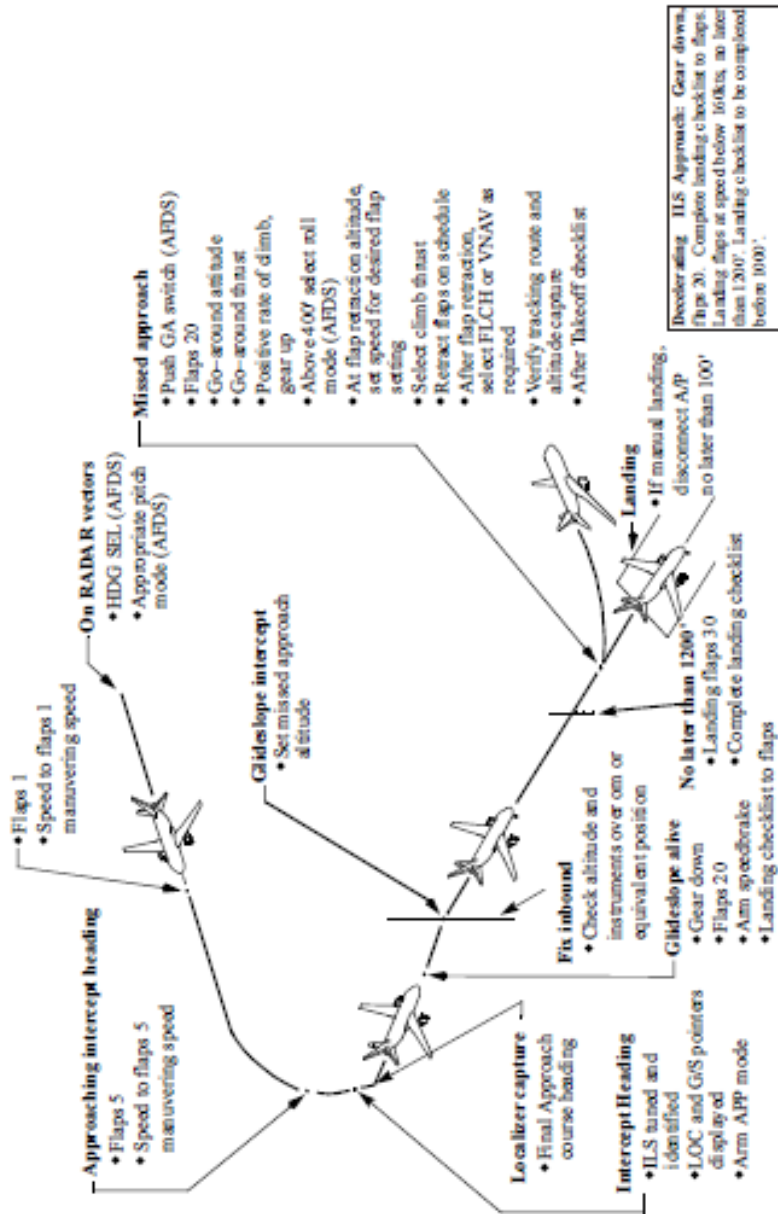 On RADAR vectors
• HDG SEL (AFDS)
• Appropriate pitch
mode (AFDS)
• Flaps 1
• Speed to flaps 1
manuvering speed
Approaching intercept heading
• Flaps 5
• Speed to flaps 5
manuvering speed
Localizer capture
• Final Approach
course heading
Intercept Heading
• ILS tuned and
identified
• LOC and G/S pointers
displayed
• Arm APP mode
Glideslope alive
• Gear down
• Flaps 20
• Arm speedbrake
• Landing checklist to flaps
Glideslope intercept
• Set missed approach
altitude
Fix inbound
• Check altitude and
instruments over om or
equivalent position
No later than 1200'
• Landing flaps 30
• Complete landing checklist
Missed approach
• Push GA switch (AFDS)
• Flaps 20
• Go-around attitude
• Go-around thrust
• Positive rate of climb,
gear up
• Above 400' select roll
mode (AFDS)
• At flap retraction altitude,
set speed for desired flap
setting
• Select climb thrust
• Retract flaps on schedule
• After flap retraction,
select FLCH or VNAV as
required
• Verify tracking route and
altitude capture
• After Takeoff checklist
Landing
• If manual landing,
disconnect A/P
no later than 100'
Decelerating ILS Approach: Gear down,
flaps 20. Complete landing checklist to flaps.
Landing flaps at speed below 160kts, no later
than 1200'. Landing checklist to be completed
before 1000'.